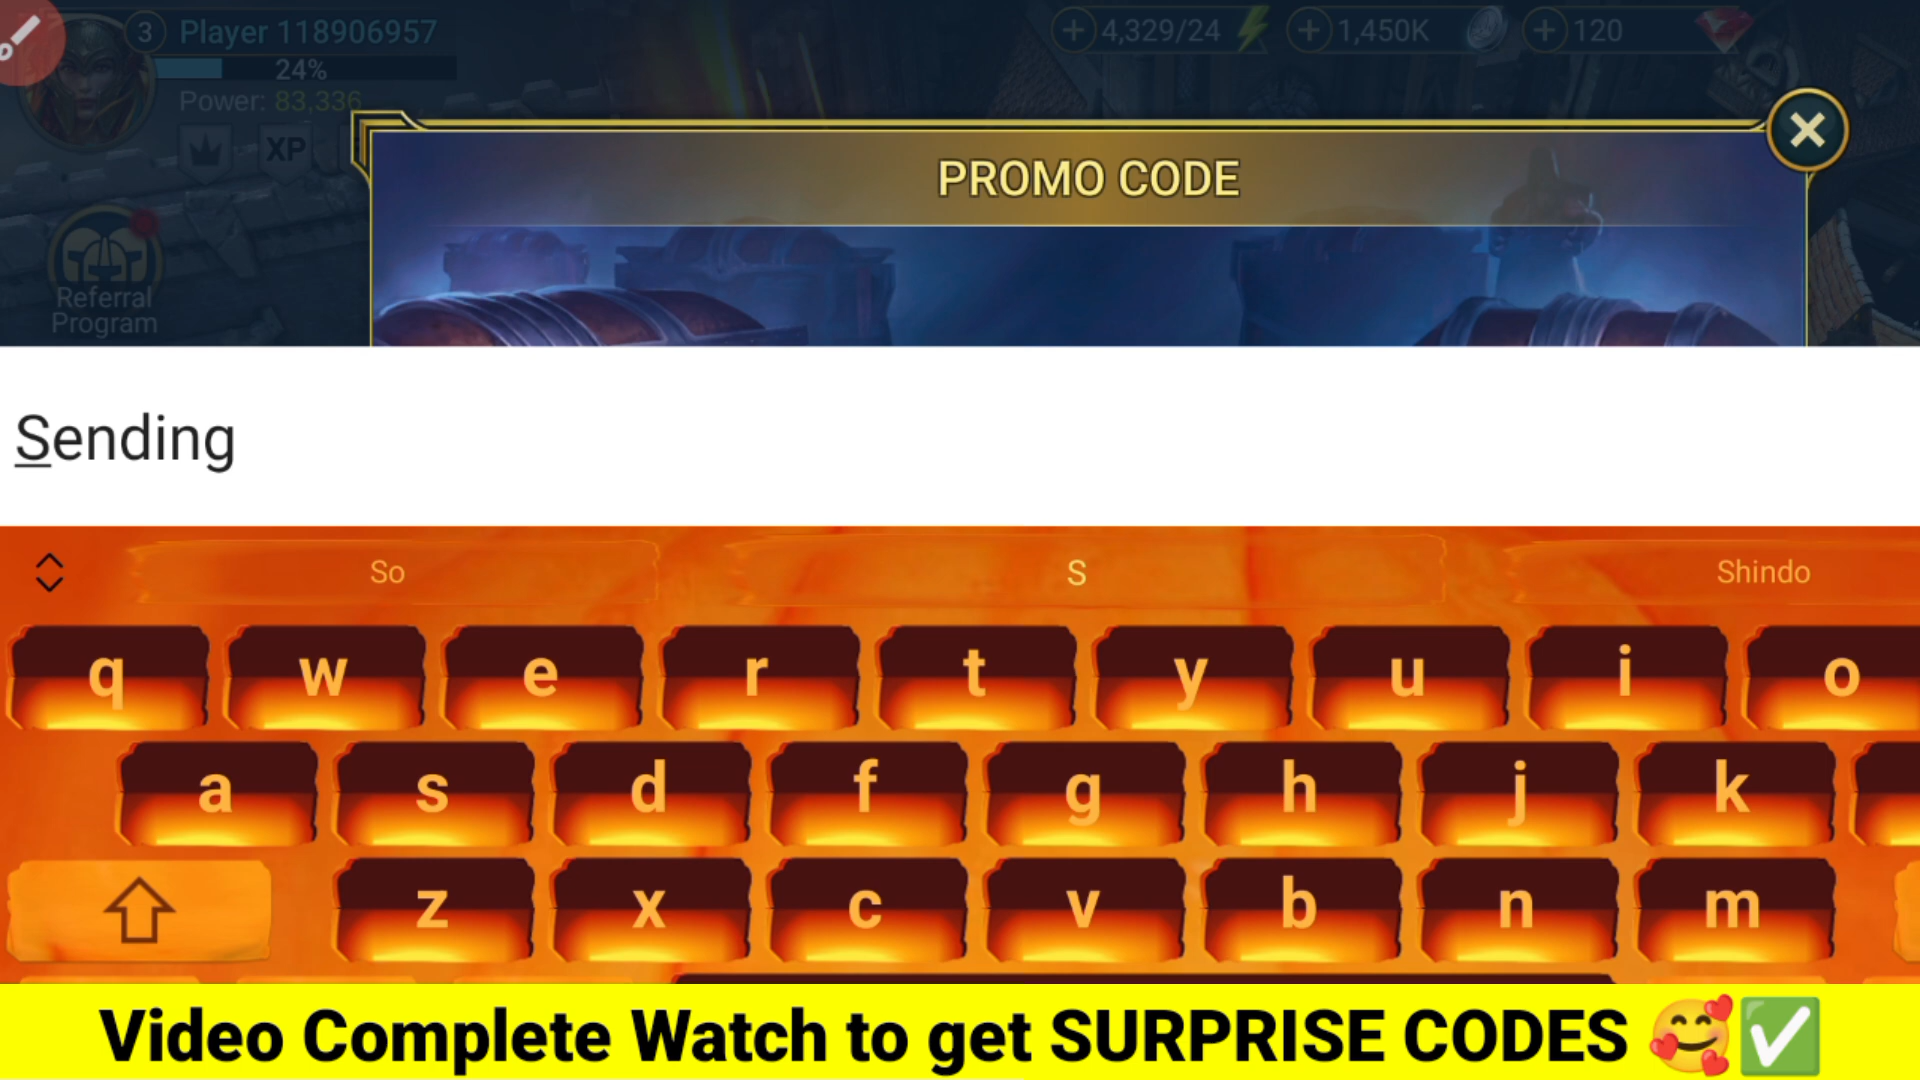 3 Player 118906957
4,329/24
1,450K
120
24%
Power: 83,336
XP
PROMO CODE
Referral
Program
Sending
So
S
Shindo
q w e r t y u i o
a s d f g h j k
z x c v b n m
Video Complete Watch to get SURPRISE CODES 🥰✅